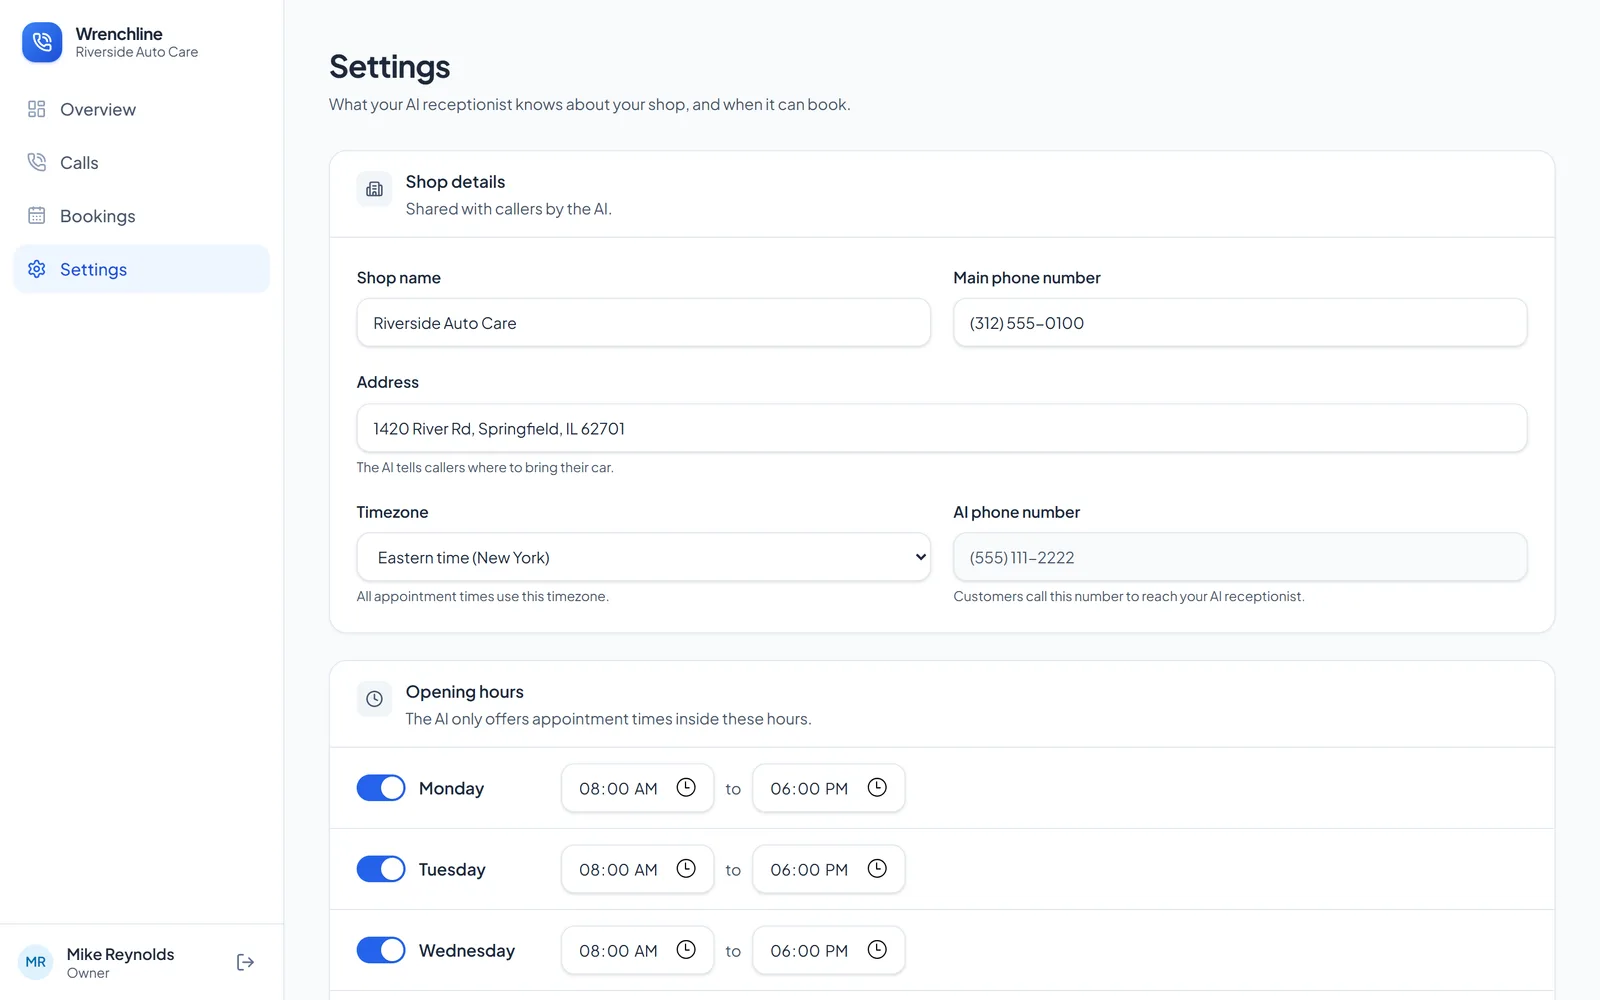 Wrenchline
Riverside Auto Care
Overview
Calls
Bookings
Settings
MR
Mike Reynolds
Owner
Settings
What your AI receptionist knows about your shop, and when it can book.
Shop details
Shared with callers by the AI.
Shop name
Riverside Auto Care
Main phone number
(312) 555-0100
Address
1420 River Rd, Springfield, IL 62701
The AI tells callers where to bring their car.
Timezone
Eastern time (New York)
All appointment times use this timezone.
AI phone number
(555) 111-2222
Customers call this number to reach your AI receptionist.
Opening hours
The AI only offers appointment times inside these hours.
Monday 08:00 AM to 06:00 PM
Tuesday 08:00 AM to 06:00 PM
Wednesday 08:00 AM to 06:00 PM